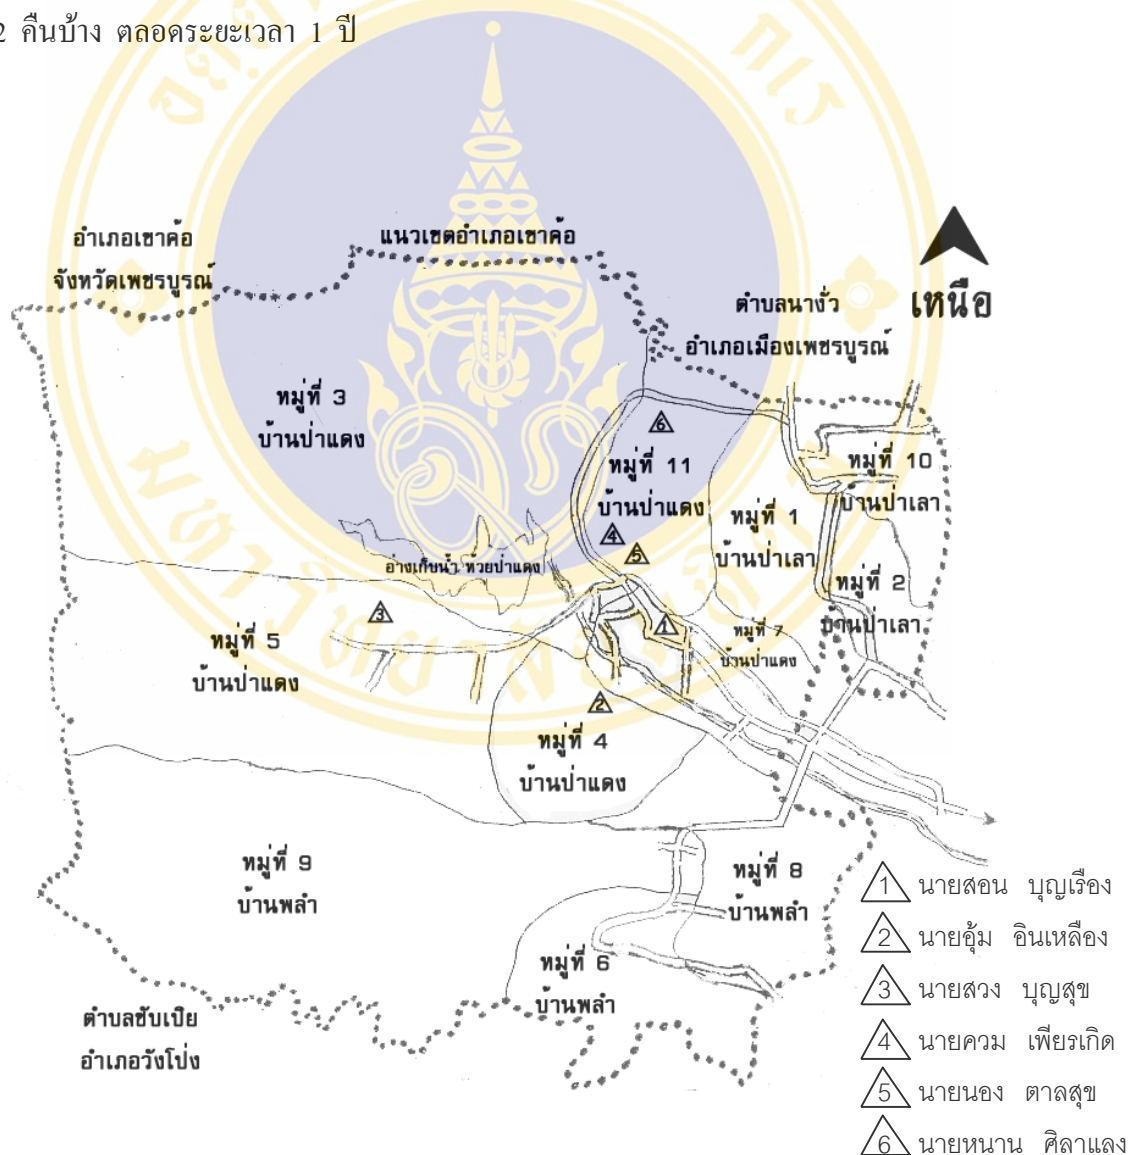 2 คืนบ้าง ตลอดระยะเวลา 1 ปี
อำเภอเขาค้อ
จังหวัดเพชรบูรณ์
แนวเขตอำเภอเขาค้อ
เหนือ
ตำบลนางั่ว
อำเภอเมืองเพชรบูรณ์
หมู่ที่ 3
บ้านป่าแดง
6
หมู่ที่ 11
บ้านป่าแดง
หมู่ที่ 10
บ้านป่าเลา
หมู่ที่ 1
บ้านป่าเลา
4
5
อ่างเก็บน้ำ ห้วยป่าแดง
หมู่ที่ 2
บ้านป่าเลา
3
1
หมู่ที่ 7
บ้านป่าแดง
หมู่ที่ 5
บ้านป่าแดง
2
หมู่ที่ 4
บ้านป่าแดง
หมู่ที่ 9
บ้านพลำ
หมู่ที่ 8
บ้านพลำ
หมู่ที่ 6
บ้านพลำ
ตำบลซับเปิบ
อำเภอวังโป่ง
1 นายสอน บุญเรือง
2 นายอุ้ม อินเหลือง
3 นายสวง บุญสุข
4 นายควม เพียรเกิด
5 นายนอง ตาลสุข
6 นายหนาน ศิลาแลง